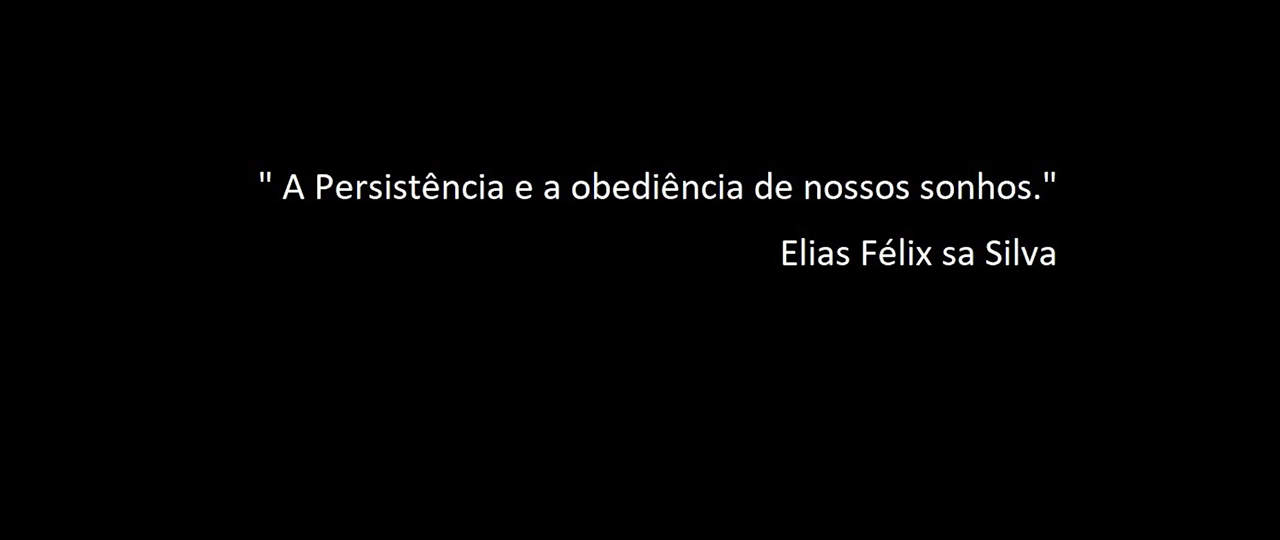 " A Persistência e a obediência de nossos sonhos."
Elias Félix sa Silva